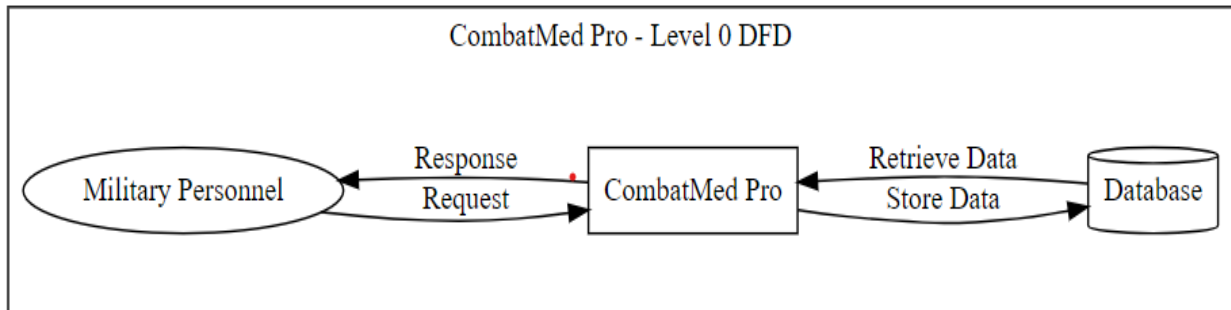 CombatMed Pro - Level 0 DFD
Response
Retrieve Data
Military Personnel
CombatMed Pro
Database
Request
Store Data